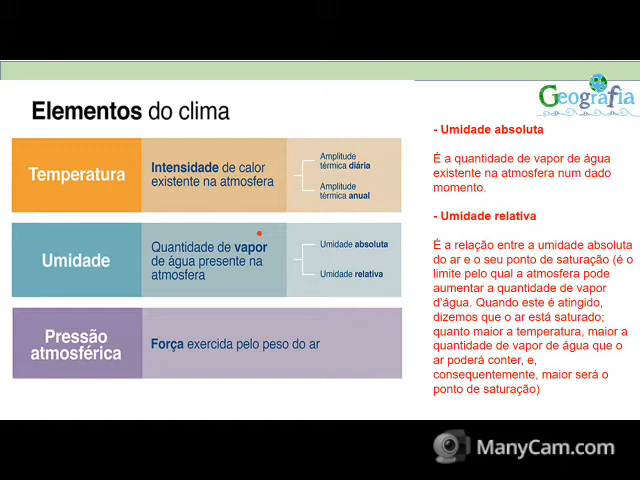 Geografia
Elementos do clima
Temperatura
Intensidade de calor
existente na atmosfera
Amplitude
térmica diária
Amplitude
térmica anual
Umidade
Quantidade de vapor
de água presente na
atmosfera
Umidade absoluta
Umidade relativa
Pressão
atmosférica
Força exercida pelo peso do ar
- Umidade absoluta
É a quantidade de vapor de água
existente na atmosfera num dado
momento.
- Umidade relativa
É a relação entre a umidade absoluta
do ar e o seu ponto de saturação (é o
limite pelo qual a atmosfera pode
aumentar a quantidade de vapor
d'água. Quando este é atingido,
dizemos que o ar está saturado;
quanto maior a temperatura, maior a
quantidade de vapor de água que o
ar poderá conter, e,
consequentemente, maior será o
ponto de saturação)
ManyCam.com